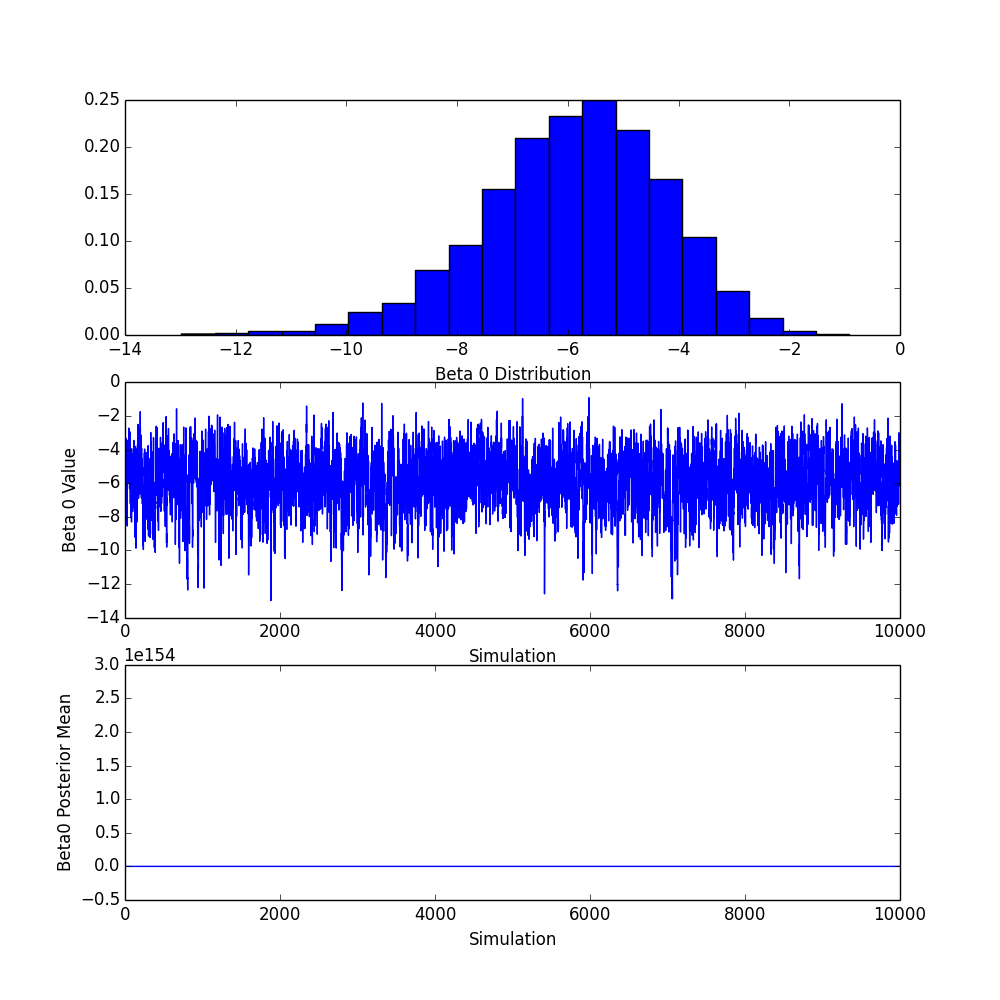 0.25
0.20
0.15
0.10
0.05
0.00
−14 −12 −10 −8 −6 −4 −2 0
Beta 0 Distribution
0
−2
−4
−6
−8
−10
−12
−14
Beta 0 Value
0 2000 4000 6000 8000 10000
Simulation
1e154
3.0
2.5
2.0
1.5
1.0
0.5
0.0
−0.5
Beta0 Posterior Mean
0 2000 4000 6000 8000 10000
Simulation